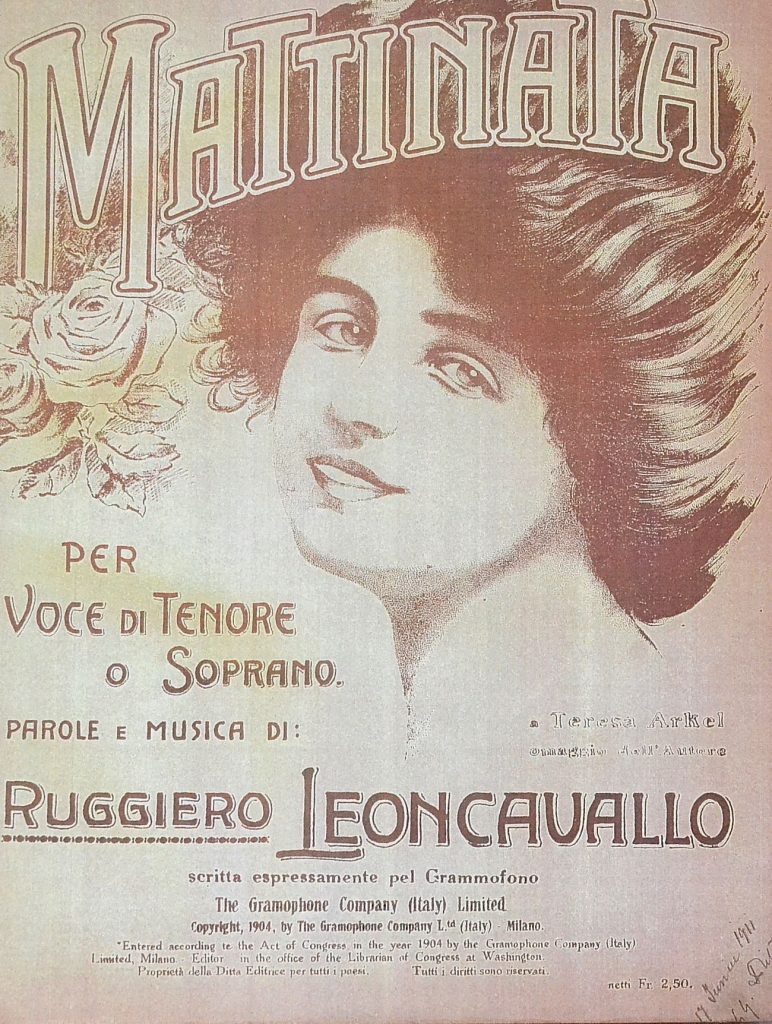 MATTINATA
PER
VOCE DI TENORE
O SOPRANO.
PAROLE E MUSICA DI:
a Teresa Arkel
omaggio dell'Autore
RUGGIERO LEONCAVALLO
scritta espressamente pel Grammofono
The Gramophone Company (Italy) Limited
Copyright, 1904, by The Gramophone Company L.td (Italy) - Milano.
"Entered according te the Act of Congress in the year 1904 by the Gramophone Company (Italy)
Limited, Milano - Editor in the office of the Librarian of Congress at Washington.
Proprietà della Ditta Editrice per tutti i paesi. Tutti i diritti sono riservati.
netti Fr. 2,50.
17 1911